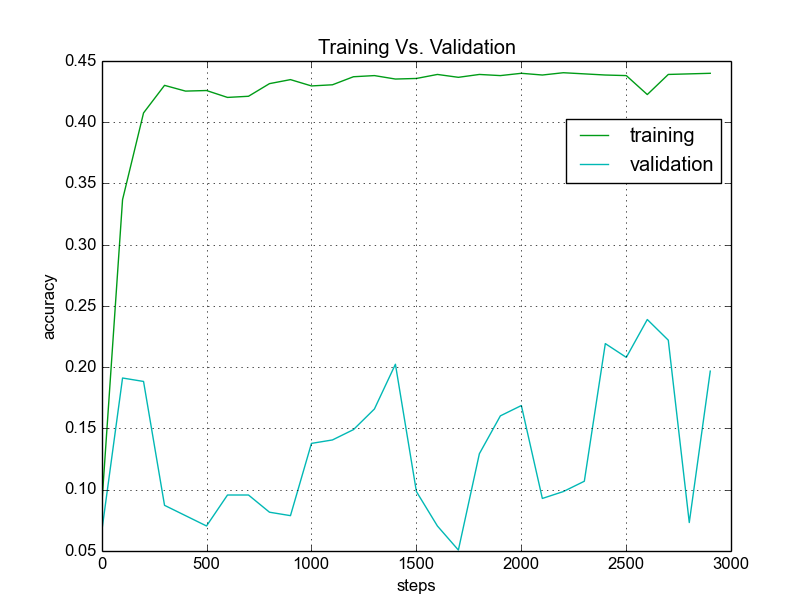 Training Vs. Validation
0.45
0.40
0.35
0.30
0.25
0.20
0.15
0.10
0.05
accuracy
training
validation
0 500 1000 1500 2000 2500 3000
steps